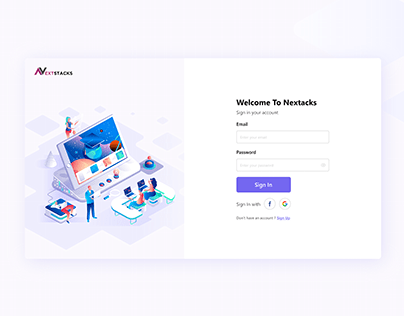 NEXTSTACKS
Welcome To Nextacks
Sign in your account
Email
Enter your email
Password
Enter your password
Sign In
Sign In with
f
G
Don't have an account ? Sign Up